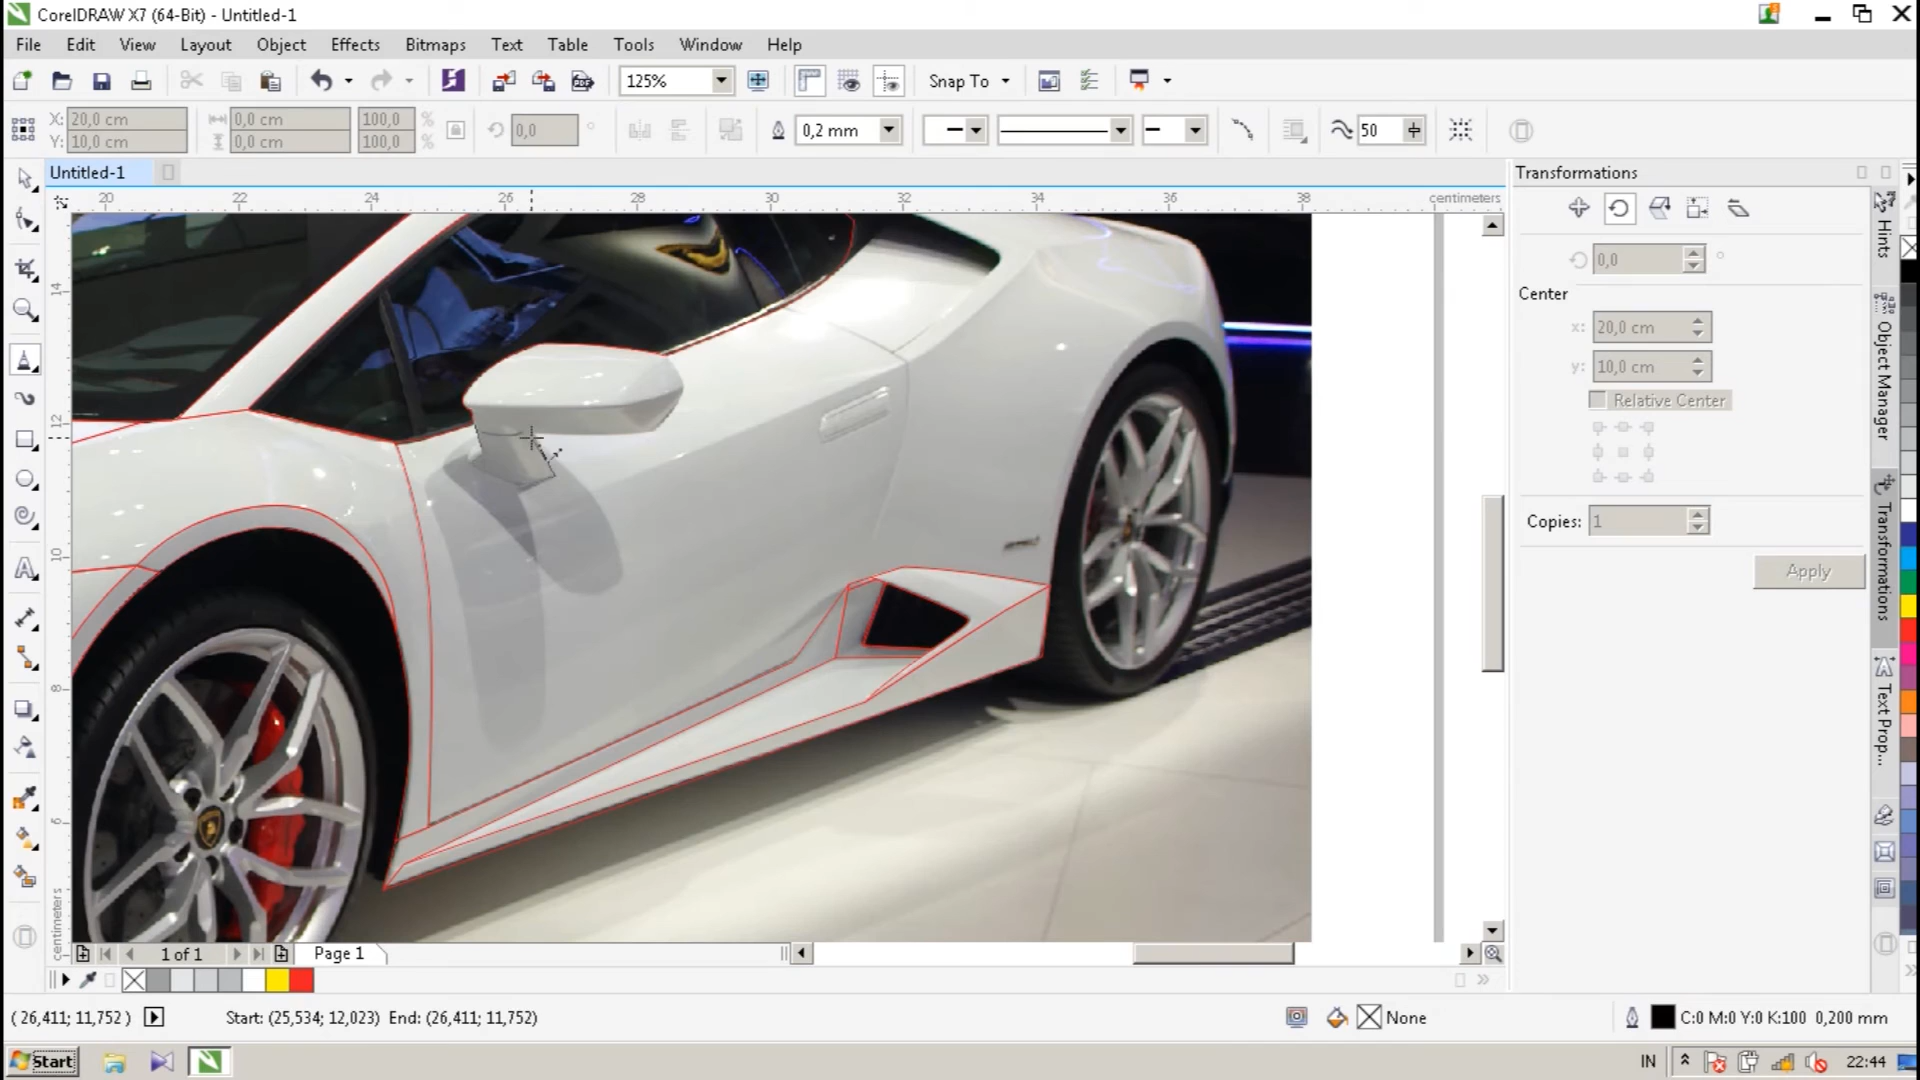 CorelDRAW X7 (64-Bit) - Untitled-1
File Edit View Layout Object Effects Bitmaps Text Table Tools Window Help
125% Snap To
X: 20,0 cm 0,0 cm 100,0 % 0,0 ° 0,2 mm 50
Y: 10,0 cm 0,0 cm 100,0 %
Untitled-1
Transformations
20 22 24 26 28 30 32 34 36 38 centimeters
14
12
10
8
6
centimeters
0,0 °
Center
x: 20,0 cm
y: 10,0 cm
Relative Center
Copies: 1
Apply
Hints
Object Manager
Transformations
Text Prop...
1 of 1 Page 1
( 26,411; 11,752 ) Start: (25,534; 12,023) End: (26,411; 11,752) None C:0 M:0 Y:0 K:100 0,200 mm
Start IN 22:44